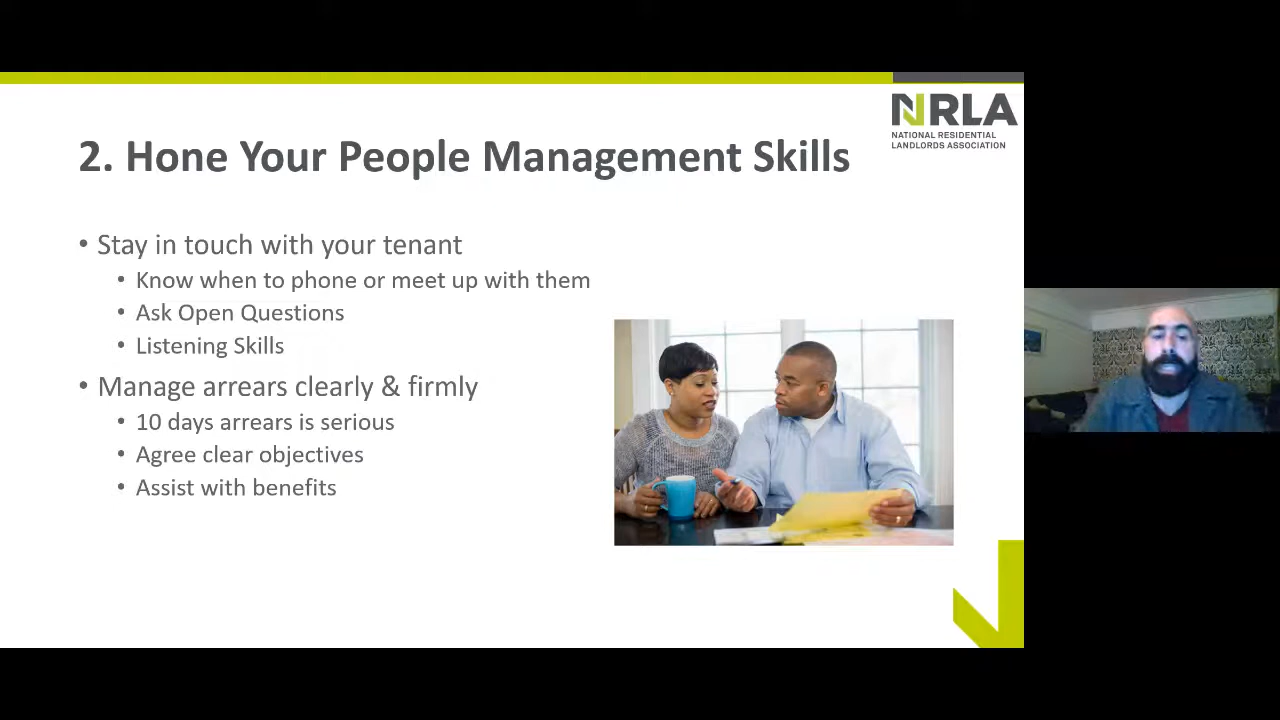 NRLA
NATIONAL RESIDENTIAL
LANDLORDS ASSOCIATION
2. Hone Your People Management Skills
• Stay in touch with your tenant
• Know when to phone or meet up with them
• Ask Open Questions
• Listening Skills
• Manage arrears clearly & firmly
• 10 days arrears is serious
• Agree clear objectives
• Assist with benefits